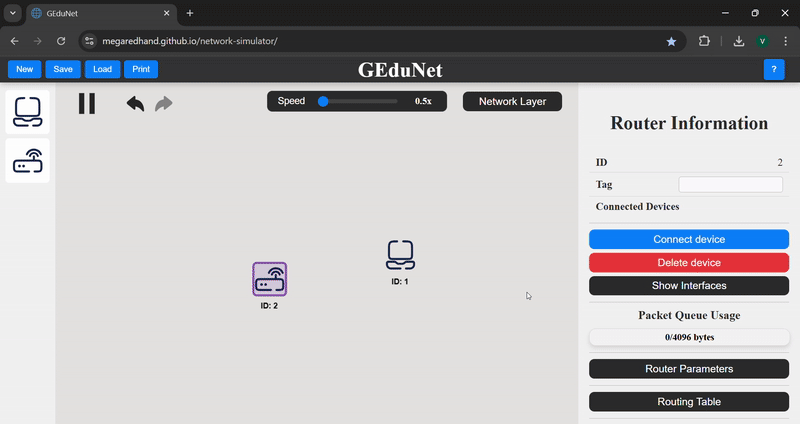 GEduNet
megaredhand.github.io/network-simulator/
V
New Save Load Print
GEduNet
?
Speed 0.5x
Network Layer
ID: 1
ID: 2
Router Information
ID 2
Tag
Connected Devices
Connect device
Delete device
Show Interfaces
Packet Queue Usage
0/4096 bytes
Router Parameters
Routing Table